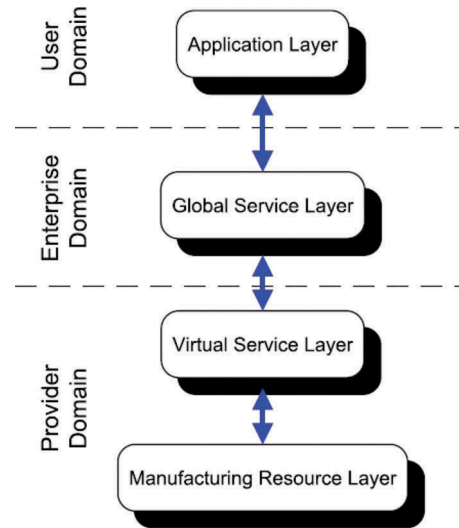 User
Domain
Application Layer
Enterprise
Domain
Global Service Layer
Provider
Domain
Virtual Service Layer
Manufacturing Resource Layer